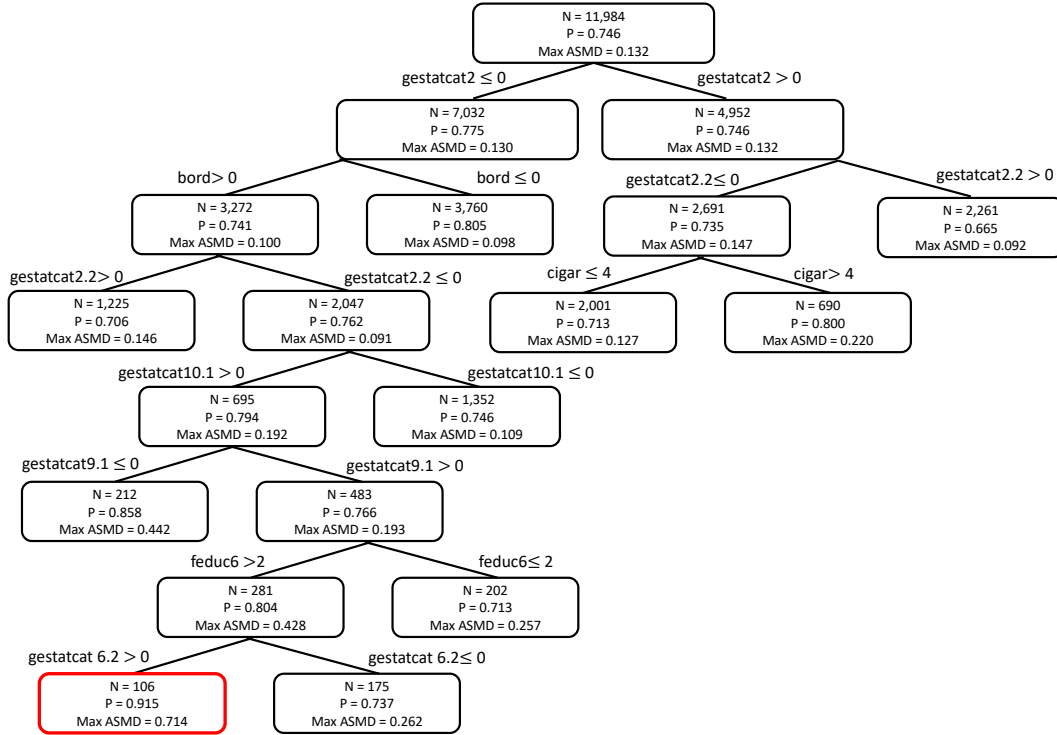 N = 11,984
P = 0.746
Max ASMD = 0.132
gestatcat2 ≤ 0
gestatcat2 > 0
N = 7,032
P = 0.775
Max ASMD = 0.130
N = 4,952
P = 0.746
Max ASMD = 0.132
bord> 0
bord ≤ 0
gestatcat2.2≤ 0
gestatcat2.2 > 0
N = 3,272
P = 0.741
Max ASMD = 0.100
N = 3,760
P = 0.805
Max ASMD = 0.098
N = 2,691
P = 0.735
Max ASMD = 0.147
N = 2,261
P = 0.665
Max ASMD = 0.092
gestatcat2.2> 0
gestatcat2.2 ≤ 0
cigar ≤ 4
cigar> 4
N = 1,225
P = 0.706
Max ASMD = 0.146
N = 2,047
P = 0.762
Max ASMD = 0.091
N = 2,001
P = 0.713
Max ASMD = 0.127
N = 690
P = 0.800
Max ASMD = 0.220
gestatcat10.1 > 0
gestatcat10.1 ≤ 0
N = 695
P = 0.794
Max ASMD = 0.192
N = 1,352
P = 0.746
Max ASMD = 0.109
gestatcat9.1 ≤ 0
gestatcat9.1 > 0
N = 212
P = 0.858
Max ASMD = 0.442
N = 483
P = 0.766
Max ASMD = 0.193
feduc6 >2
feduc6≤ 2
N = 281
P = 0.804
Max ASMD = 0.428
N = 202
P = 0.713
Max ASMD = 0.257
gestatcat 6.2 > 0
gestatcat 6.2≤ 0
N = 106
P = 0.915
Max ASMD = 0.714
N = 175
P = 0.737
Max ASMD = 0.262